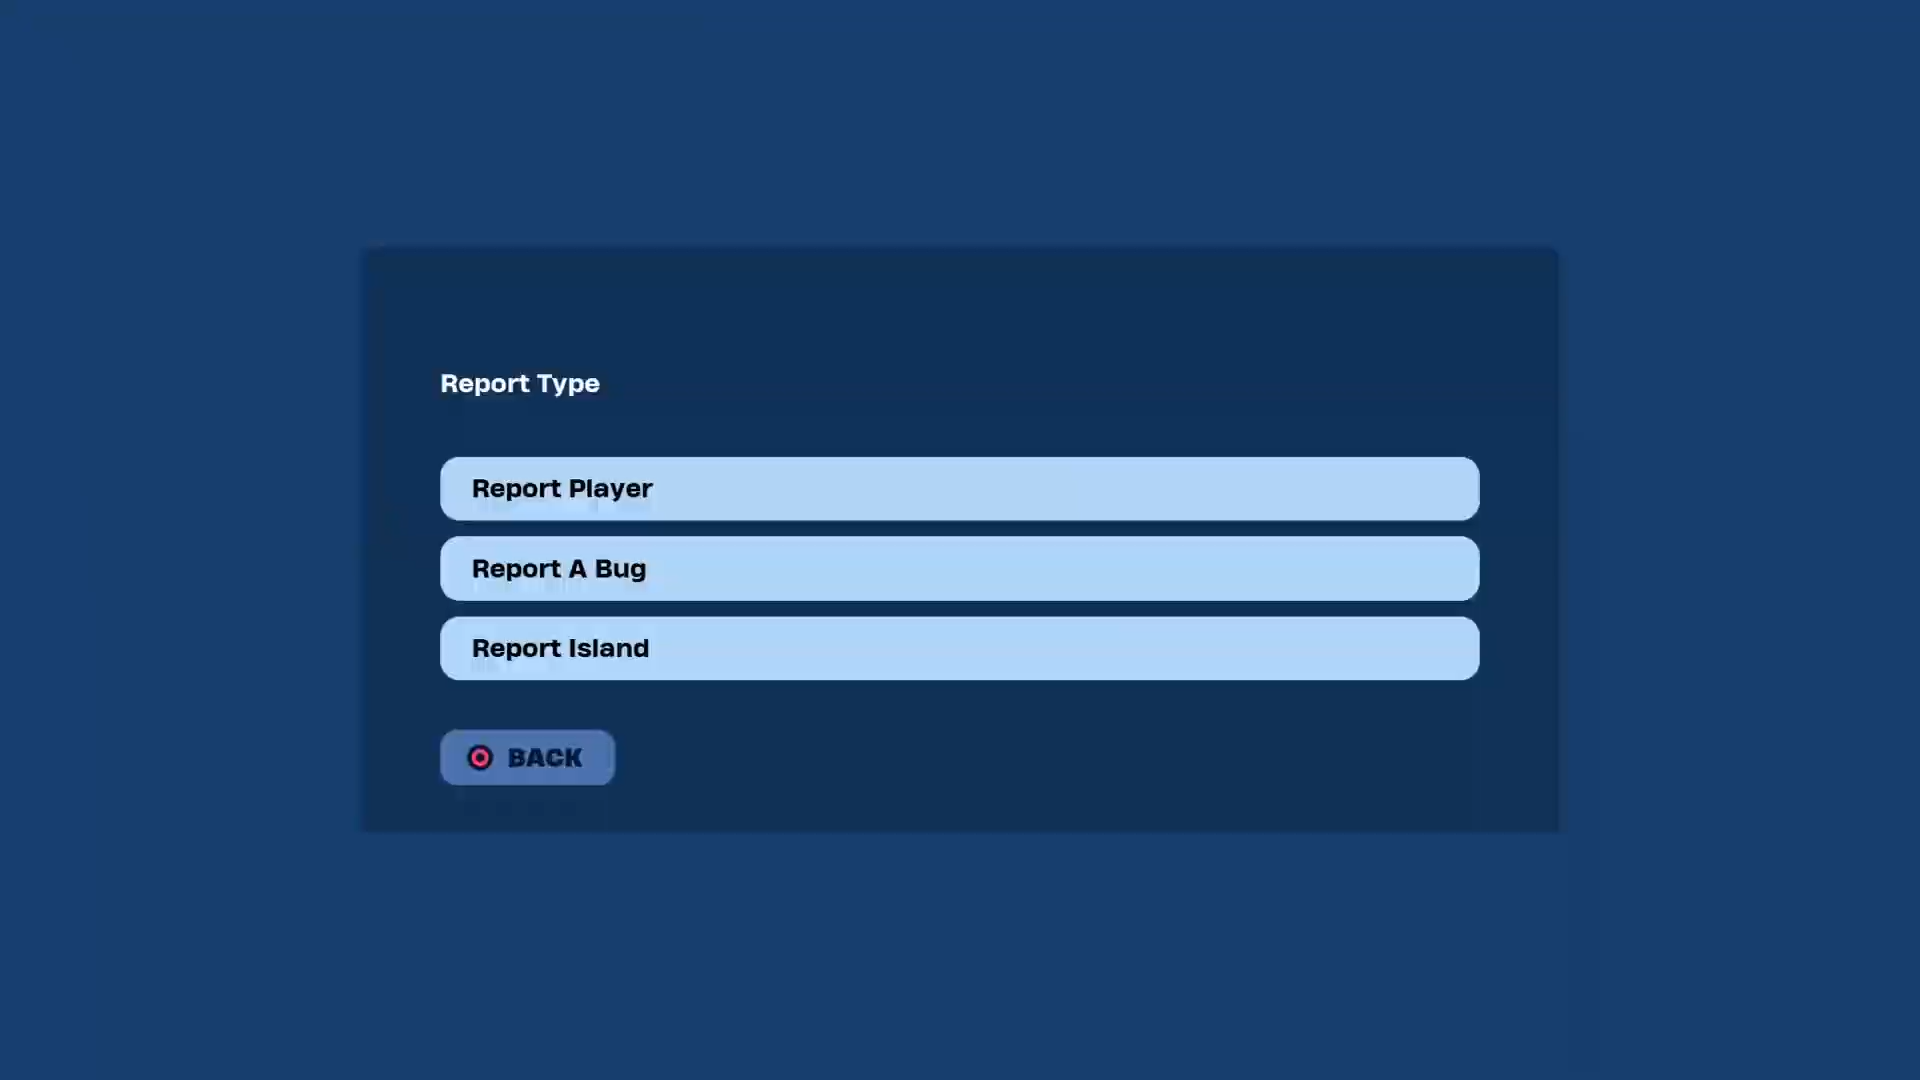 Report Type
Report Player
Report A Bug
Report Island
BACK